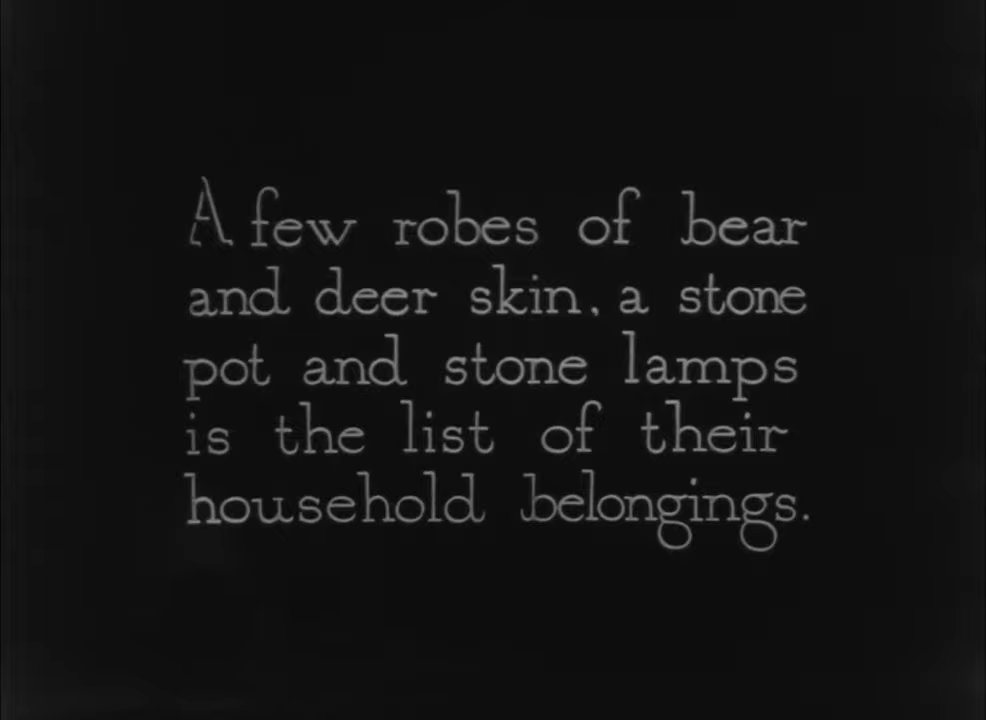 A few robes of bear
and deer skin, a stone
pot and stone lamps
is the list of their
household belongings.